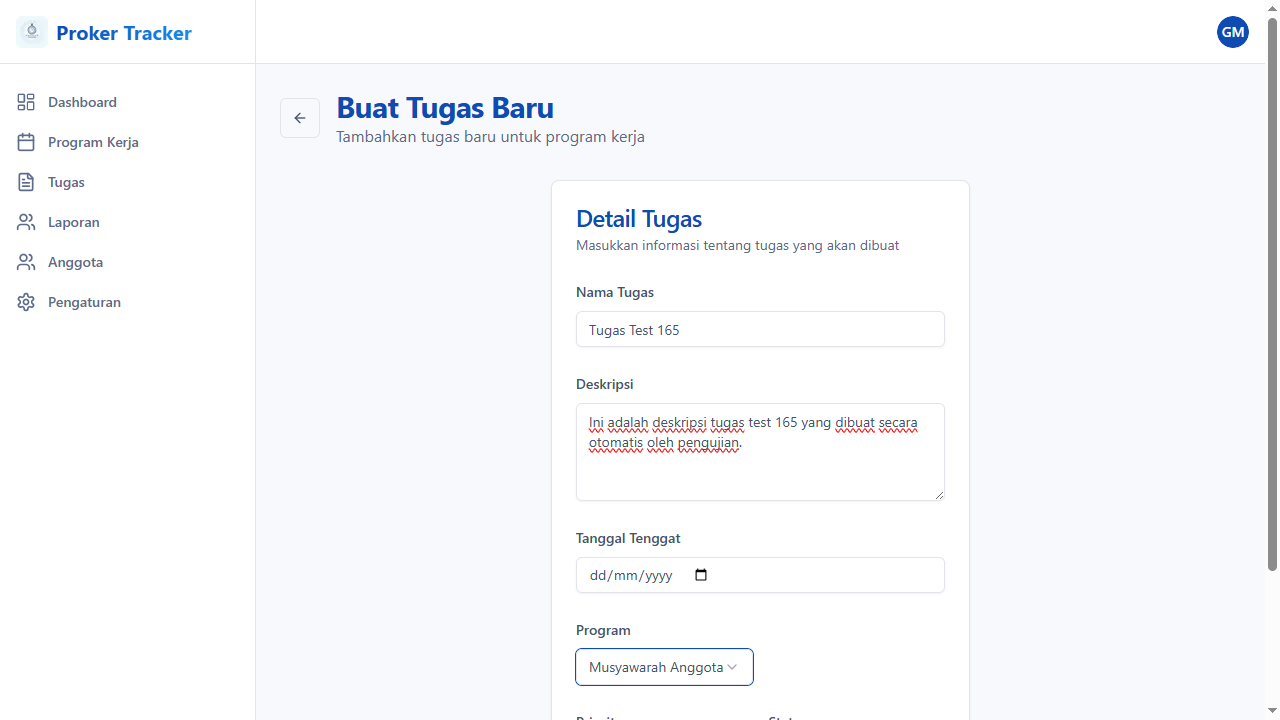 Proker Tracker
GM
Dashboard
Program Kerja
Tugas
Laporan
Anggota
Pengaturan
Buat Tugas Baru
Tambahkan tugas baru untuk program kerja
Detail Tugas
Masukkan informasi tentang tugas yang akan dibuat
Nama Tugas
Tugas Test 165
Deskripsi
Ini adalah deskripsi tugas test 165 yang dibuat secara
otomatis oleh pengujian.
Tanggal Tenggat
dd/mm/yyyy
Program
Musyawarah Anggota